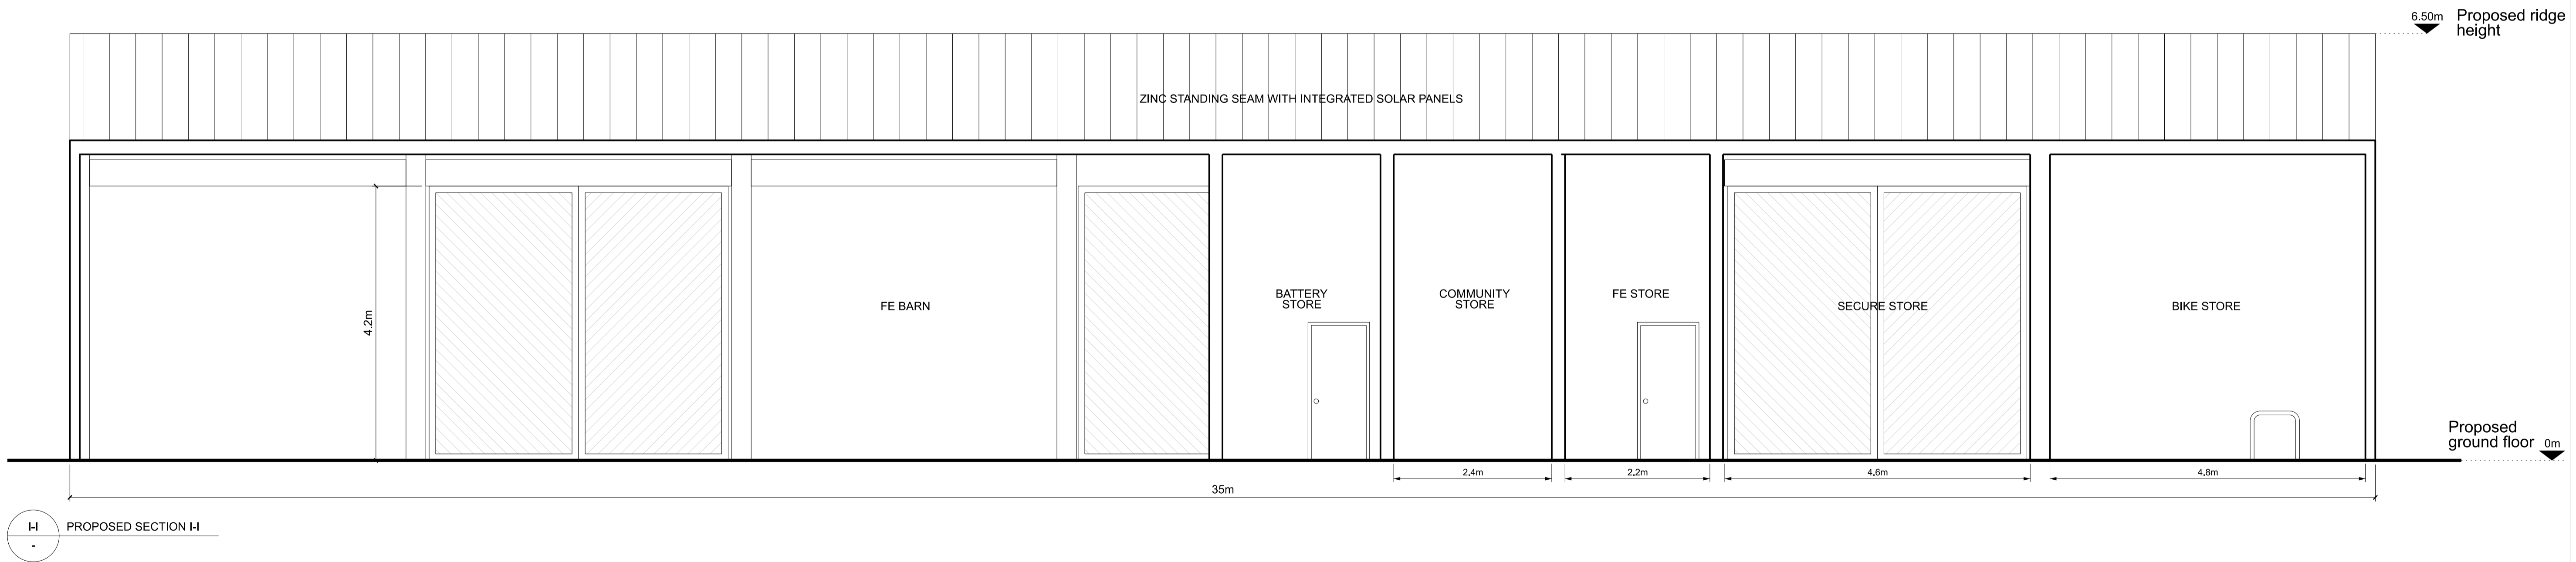 6.50m
Proposed ridge
height
ZINC STANDING SEAM WITH INTEGRATED SOLAR PANELS
4.2m
FE BARN
BATTERY
STORE
COMMUNITY
STORE
FE STORE
SECURE STORE
BIKE STORE
Proposed
ground floor
0m
2.4m
2.2m
4.6m
4.8m
35m
I-I
-
PROPOSED SECTION I-I